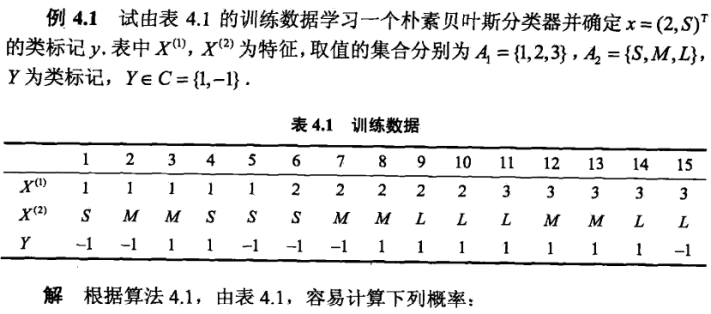 例 4.1 试由表 4.1 的训练数据学习一个朴素贝叶斯分类器并确定 x = (2, S)ᵀ
的类标记 y. 表中 X⁽¹⁾, X⁽²⁾ 为特征, 取值的集合分别为 A₁ = {1,2,3} , A₂ = {S,M,L},
Y 为类标记, Y∈C = {1,−1} .
表 4.1 训练数据
1 2 3 4 5 6 7 8 9 10 11 12 13 14 15
X⁽¹⁾ 1 1 1 1 1 2 2 2 2 2 3 3 3 3 3
X⁽²⁾ S M M S S S M M L L L M M L L
Y −1 −1 1 1 −1 −1 −1 1 1 1 1 1 1 1 −1
解 根据算法 4.1, 由表 4.1, 容易计算下列概率: